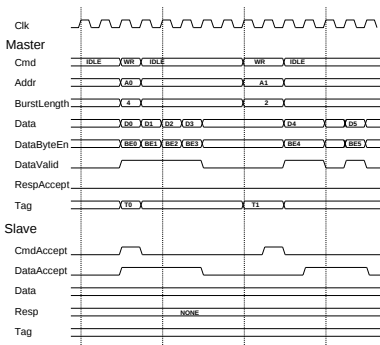 Clk
Master
Cmd IDLE WR IDLE WR IDLE
Addr A0 A1
BurstLength 4 2
Data D0 D1 D2 D3 D4 D5
DataByteEn BE0 BE1 BE2 BE3 BE4 BE5
DataValid
RespAccept
Tag T0 T1
Slave
CmdAccept
DataAccept
Data
Resp NONE
Tag